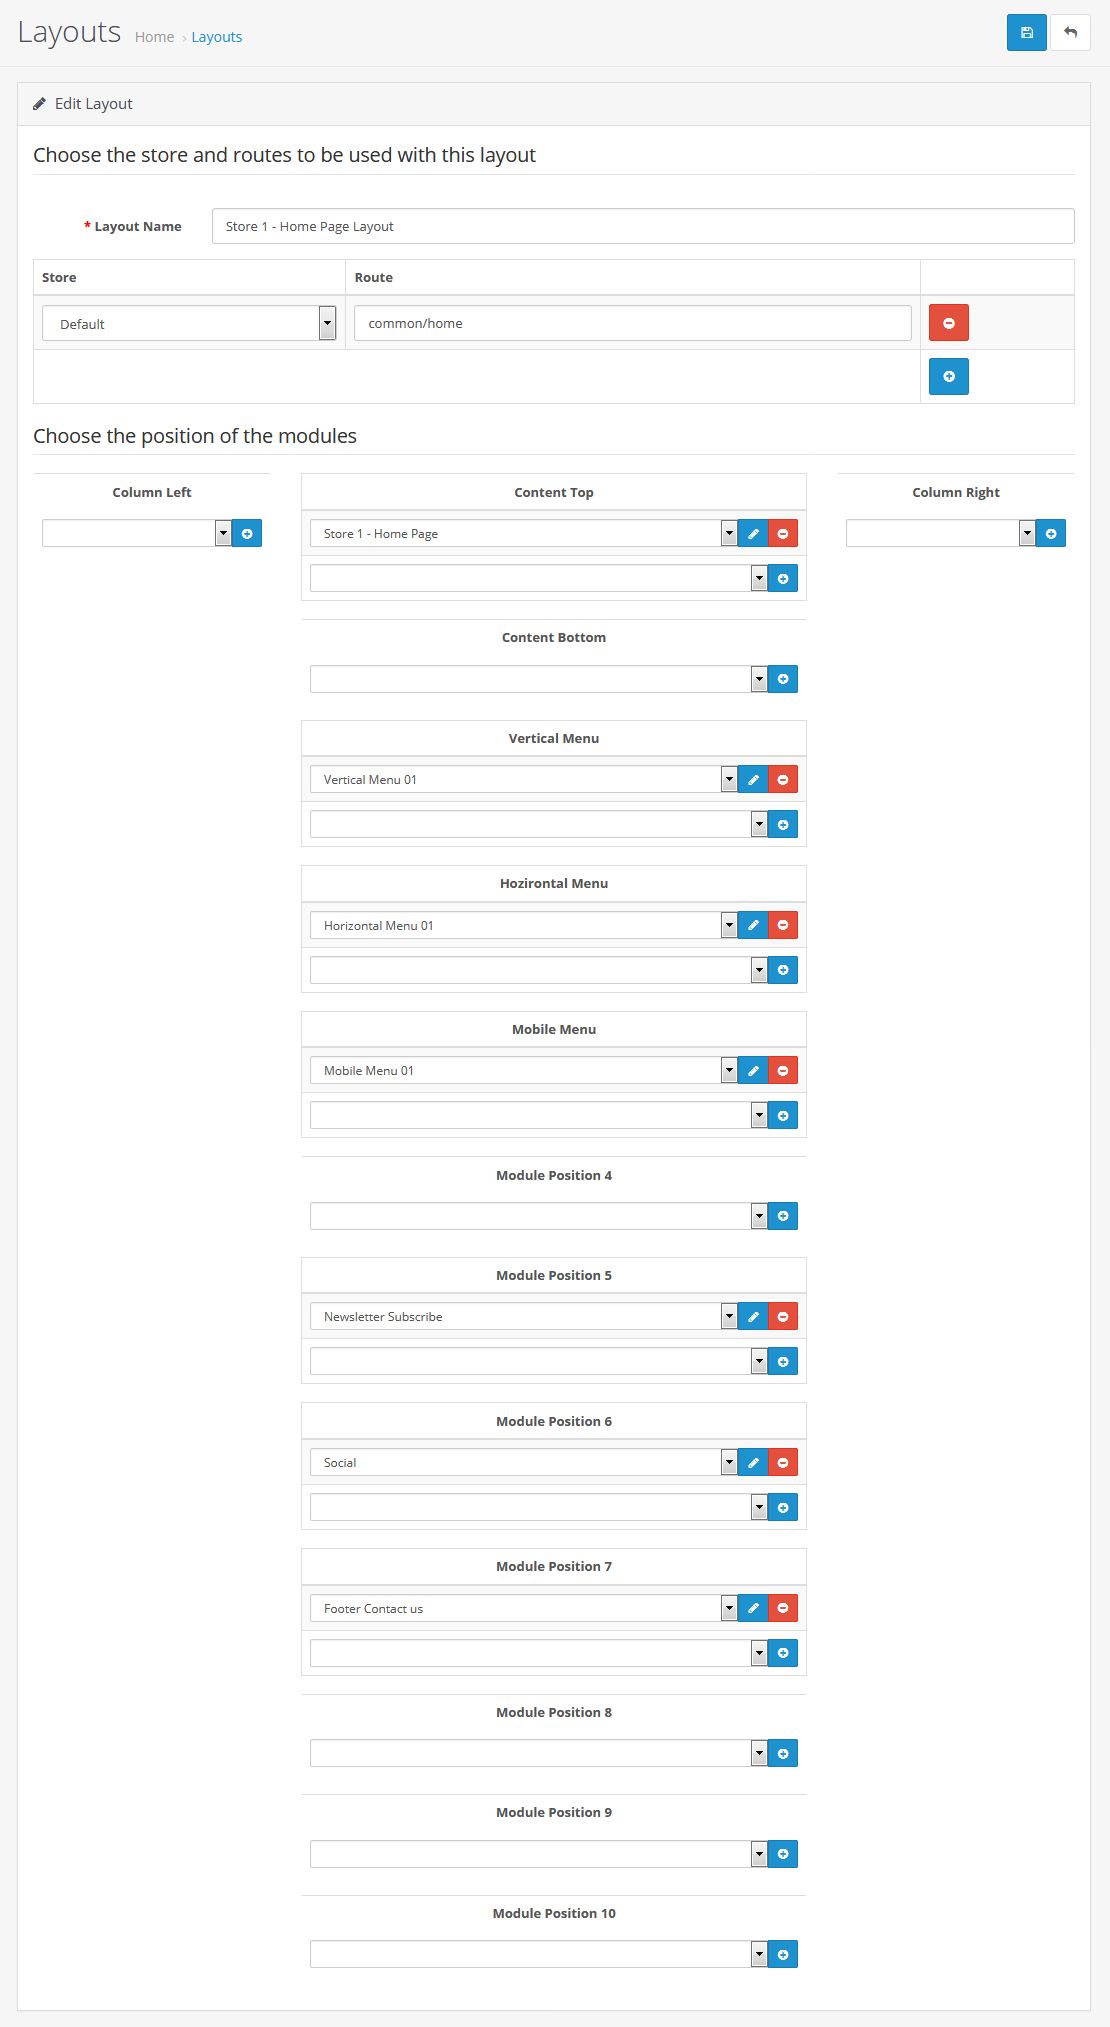 Layouts Home › Layouts
Edit Layout
Choose the store and routes to be used with this layout
* Layout Name Store 1 - Home Page Layout
Store Route
Default common/home
Choose the position of the modules
Column Left Content Top Column Right
Store 1 - Home Page
Content Bottom
Vertical Menu
Vertical Menu 01
Hozirontal Menu
Horizontal Menu 01
Mobile Menu
Mobile Menu 01
Module Position 4
Module Position 5
Newsletter Subscribe
Module Position 6
Social
Module Position 7
Footer Contact us
Module Position 8
Module Position 9
Module Position 10